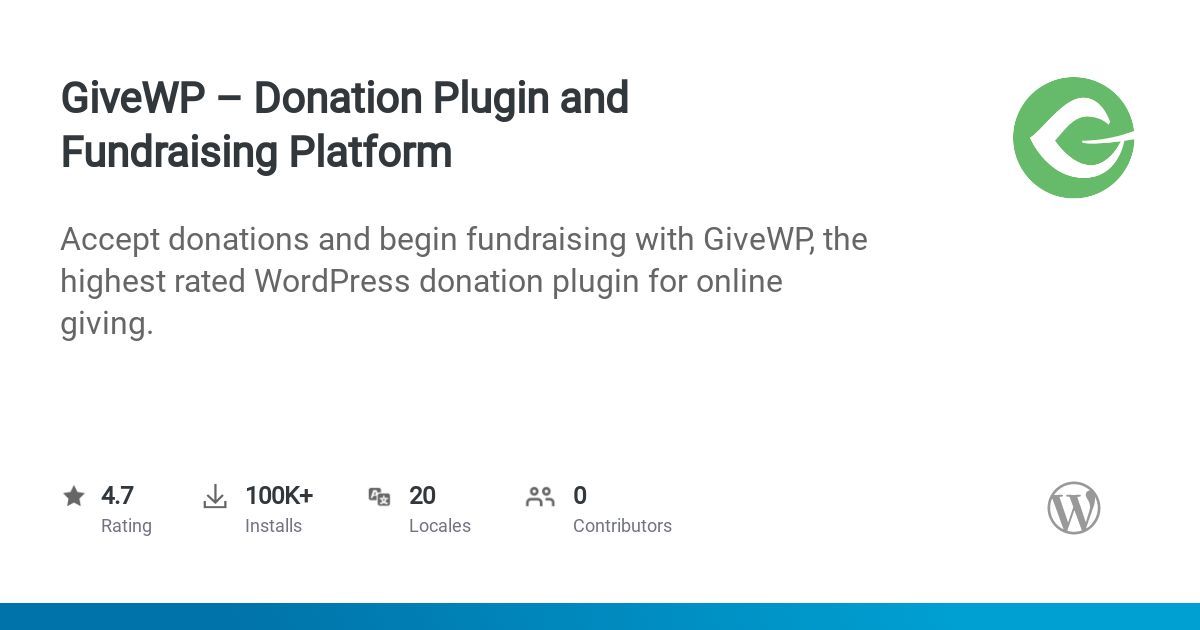 GiveWP – Donation Plugin and
Fundraising Platform
Accept donations and begin fundraising with GiveWP, the
highest rated WordPress donation plugin for online
giving.
4.7
Rating
100K+
Installs
20
Locales
0
Contributors